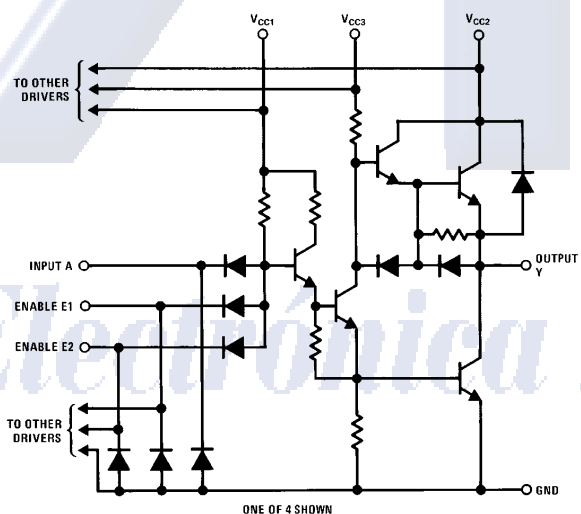 VCC1 VCC3 VCC2
TO OTHER
DRIVERS
INPUT A
OUTPUT
Y
ENABLE E1
ENABLE E2
TO OTHER
DRIVERS
GND
ONE OF 4 SHOWN
Electrónica